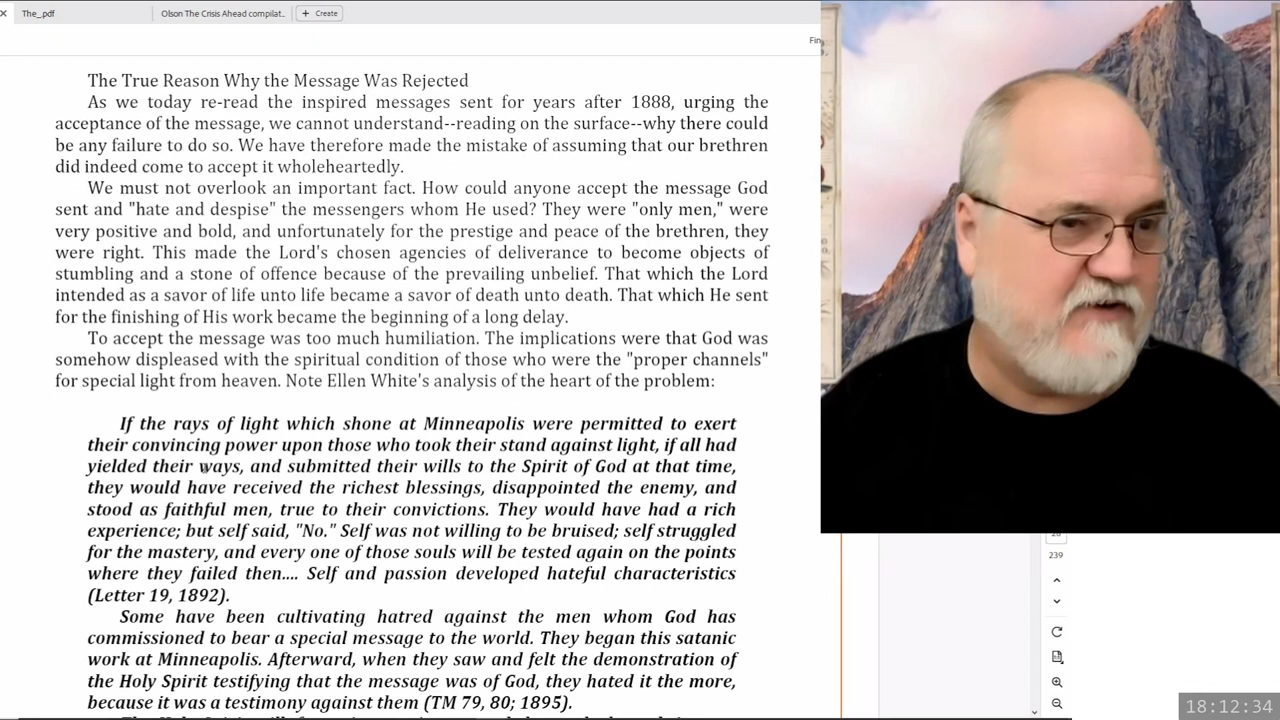 The_.pdf
Olson The Crisis Ahead compilat..
+ Create
Fin
The True Reason Why the Message Was Rejected
As we today re-read the inspired messages sent for years after 1888, urging the
acceptance of the message, we cannot understand--reading on the surface--why there could
be any failure to do so. We have therefore made the mistake of assuming that our brethren
did indeed come to accept it wholeheartedly.
We must not overlook an important fact. How could anyone accept the message God
sent and "hate and despise" the messengers whom He used? They were "only men," were
very positive and bold, and unfortunately for the prestige and peace of the brethren, they
were right. This made the Lord's chosen agencies of deliverance to become objects of
stumbling and a stone of offence because of the prevailing unbelief. That which the Lord
intended as a savor of life unto life became a savor of death unto death. That which He sent
for the finishing of His work became the beginning of a long delay.
To accept the message was too much humiliation. The implications were that God was
somehow displeased with the spiritual condition of those who were the "proper channels"
for special light from heaven. Note Ellen White's analysis of the heart of the problem:
If the rays of light which shone at Minneapolis were permitted to exert
their convincing power upon those who took their stand against light, if all had
yielded their ways, and submitted their wills to the Spirit of God at that time,
they would have received the richest blessings, disappointed the enemy, and
stood as faithful men, true to their convictions. They would have had a rich
experience; but self said, "No." Self was not willing to be bruised; self struggled
for the mastery, and every one of those souls will be tested again on the points
where they failed then.... Self and passion developed hateful characteristics
(Letter 19, 1892).
Some have been cultivating hatred against the men whom God has
commissioned to bear a special message to the world. They began this satanic
work at Minneapolis. Afterward, when they saw and felt the demonstration of
the Holy Spirit testifying that the message was of God, they hated it the more,
because it was a testimony against them (TM 79, 80; 1895).
239
18:12:34